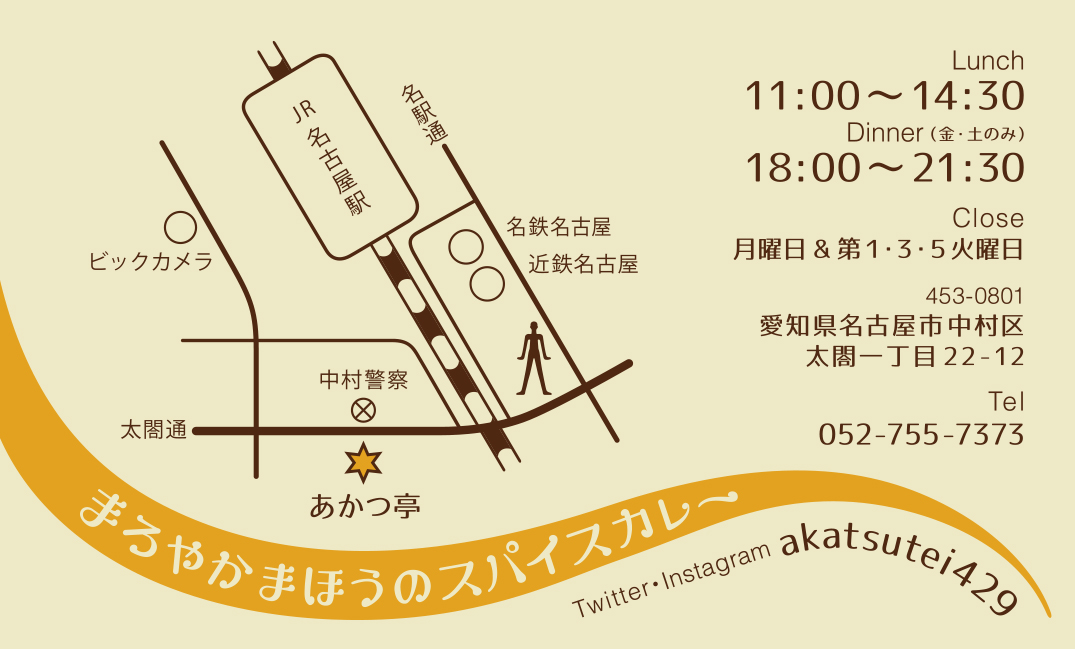 JR 名古屋駅
名駅通
ビックカメラ
名鉄名古屋
近鉄名古屋
中村警察
太閤通
あかつ亭
Lunch
11:00〜14:30
Dinner(金・土のみ)
18:00〜21:30
Close
月曜日&第1・3・5火曜日
453-0801
愛知県名古屋市中村区
太閤一丁目22-12
Tel
052-755-7373
まろやかまほうのスパイスカレー
Twitter・Instagram akatsutei429